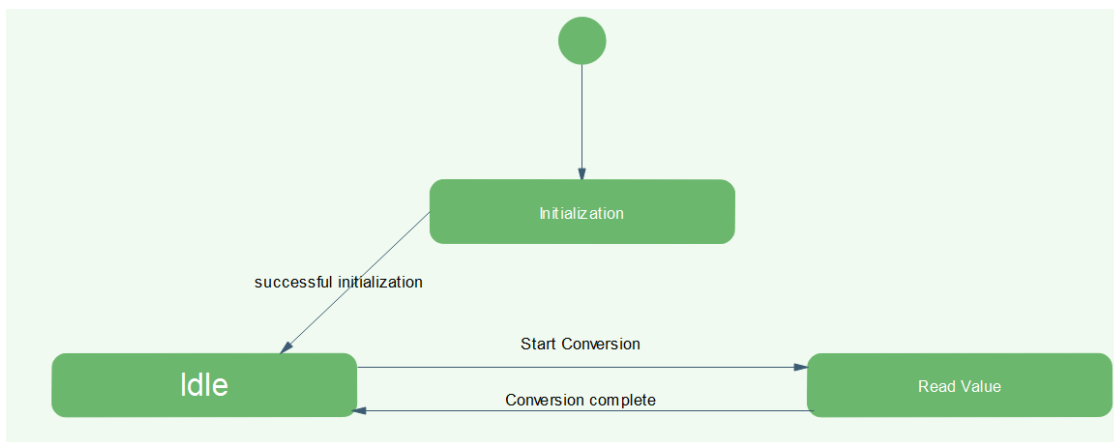 Initialization
successful initialization
Start Conversion
Idle
Read Value
Conversion complete